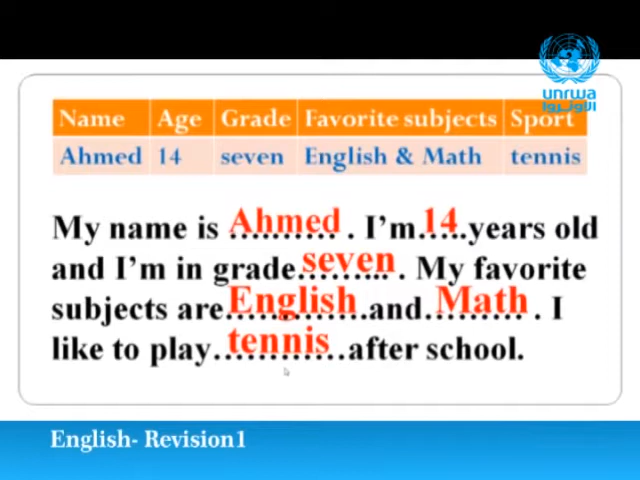 unrwa
الأونروا
Name Age Grade Favorite subjects Sport
Ahmed 14 seven English & Math tennis
My name is ...Ahmed... . I'm..14...years old
and I'm in grade...seven... . My favorite
subjects are...English...and...Math... . I
like to play...tennis...after school.
English- Revision1